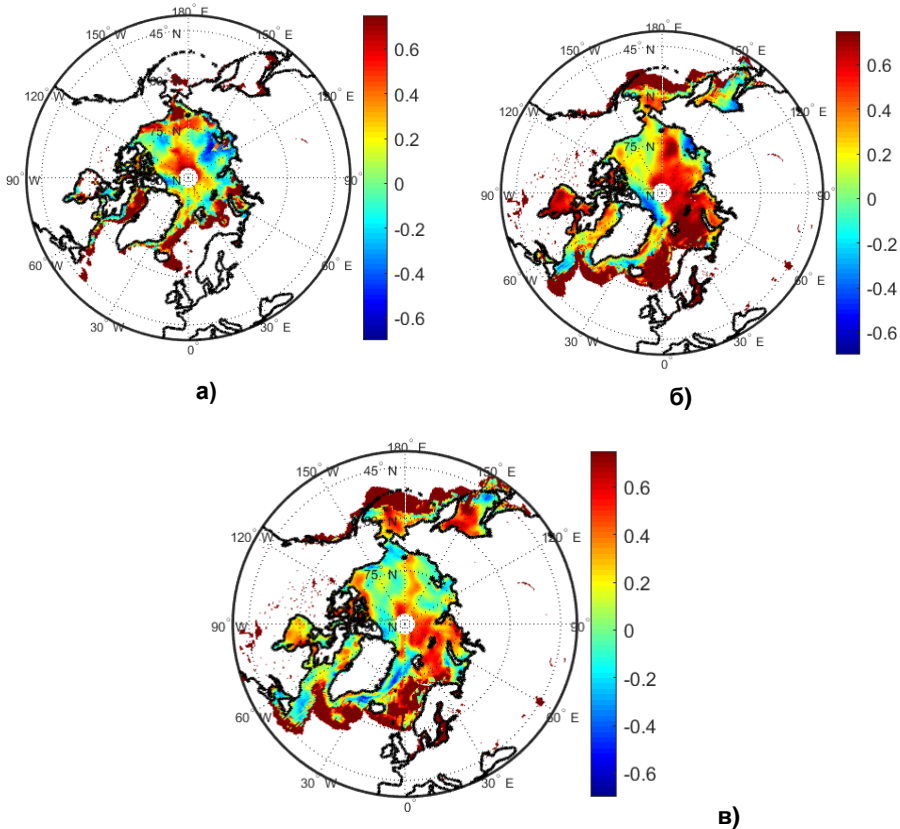 180° E
150° W
45° N
150° E
120° W
120° E
75° N
90° W
N
90° E
60° W
60° E
30° W
30° E
0°
0.6
0.4
0.2
0
-0.2
-0.4
-0.6
а)
180° E
150° W
45° N
150° E
120° W
N
120° E
75° N
90° W
N
90° E
60° W
60° E
30° W
30° E
0°
0.6
0.4
0.2
0
-0.2
-0.4
-0.6
б)
180° E
150° W
45° N
150° E
120° W
N
120° E
75° N
90° W
N
90°
60° W
60° E
30° W
30° E
0°
0.6
0.4
0.2
0
-0.2
-0.4
-0.6
в)